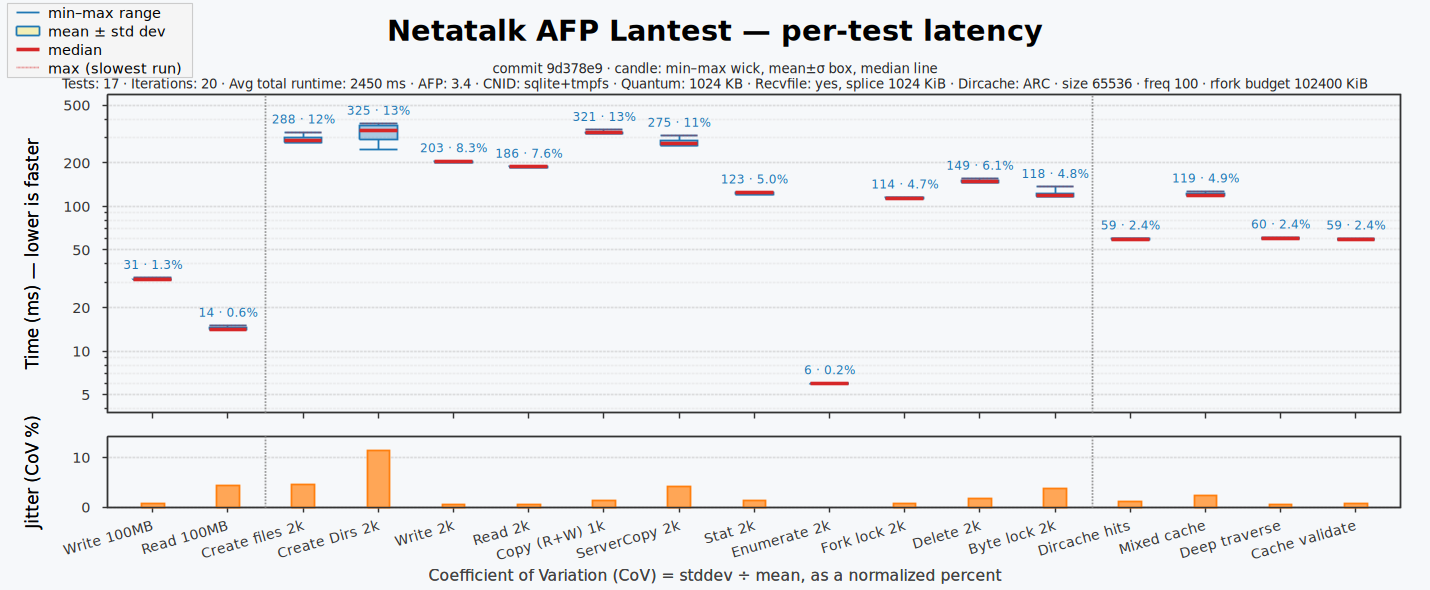 min–max range
mean ± std dev
median
max (slowest run)
Netatalk AFP Lantest — per-test latency
commit 9d378e9 · candle: min–max wick, mean±σ box, median line
Tests: 17 · Iterations: 20 · Avg total runtime: 2450 ms · AFP: 3.4 · CNID: sqlite+tmpfs · Quantum: 1024 KB · Recvfile: yes, splice 1024 KiB · Dircache: ARC · size 65536 · freq 100 · rfork budget 102400 KiB
Time (ms) — lower is faster
500
200
100
50
20
10
5
31 · 1.3%
14 · 0.6%
288 · 12%
325 · 13%
203 · 8.3%
186 · 7.6%
321 · 13%
275 · 11%
123 · 5.0%
6 · 0.2%
114 · 4.7%
149 · 6.1%
118 · 4.8%
59 · 2.4%
119 · 4.9%
60 · 2.4%
59 · 2.4%
Jitter (CoV %)
10
0
Write 100MB
Read 100MB
Create files 2k
Create Dirs 2k
Write 2k
Read 2k
Copy (R+W) 1k
ServerCopy 2k
Stat 2k
Enumerate 2k
Fork lock 2k
Delete 2k
Byte lock 2k
Dircache hits
Mixed cache
Deep traverse
Cache validate
Coefficient of Variation (CoV) = stddev ÷ mean, as a normalized percent